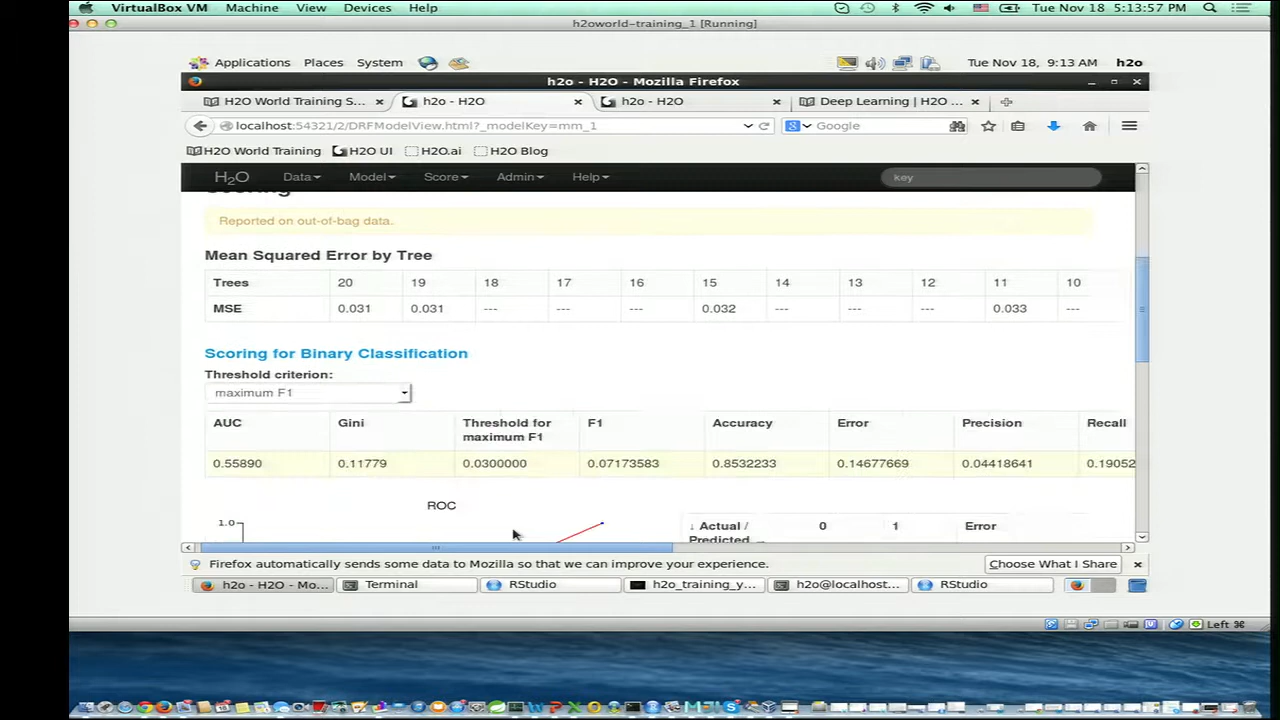 VirtualBox VM Machine View Devices Help Tue Nov 18 5:13:57 PM
h2oworld-training_1 [Running]
Applications Places System Tue Nov 18, 9:13 AM h2o
h2o - H2O - Mozilla Firefox
H2O World Training S... h2o - H2O h2o - H2O Deep Learning | H2O ...
localhost:54321/2/DRFModelView.html?_modelKey=mm_1 Google
H2O World Training H2O UI H2O.ai H2O Blog
H2O Data Model Score Admin Help key
Scoring
Reported on out-of-bag data.
Mean Squared Error by Tree
Trees 20 19 18 17 16 15 14 13 12 11 10
MSE 0.031 0.031 --- --- --- 0.032 --- --- --- 0.033 ---
Scoring for Binary Classification
Threshold criterion:
maximum F1
AUC Gini Threshold for F1 Accuracy Error Precision Recall
maximum F1
0.55890 0.11779 0.0300000 0.07173583 0.8532233 0.14677669 0.04418641 0.19052
ROC
1.0
↓ Actual / 0 1 Error
Predicted
Firefox automatically sends some data to Mozilla so that we can improve your experience. Choose What I Share
h2o - H2O - Mo... Terminal RStudio h2o_training_y... h2o@localhost... RStudio
Left ⌘